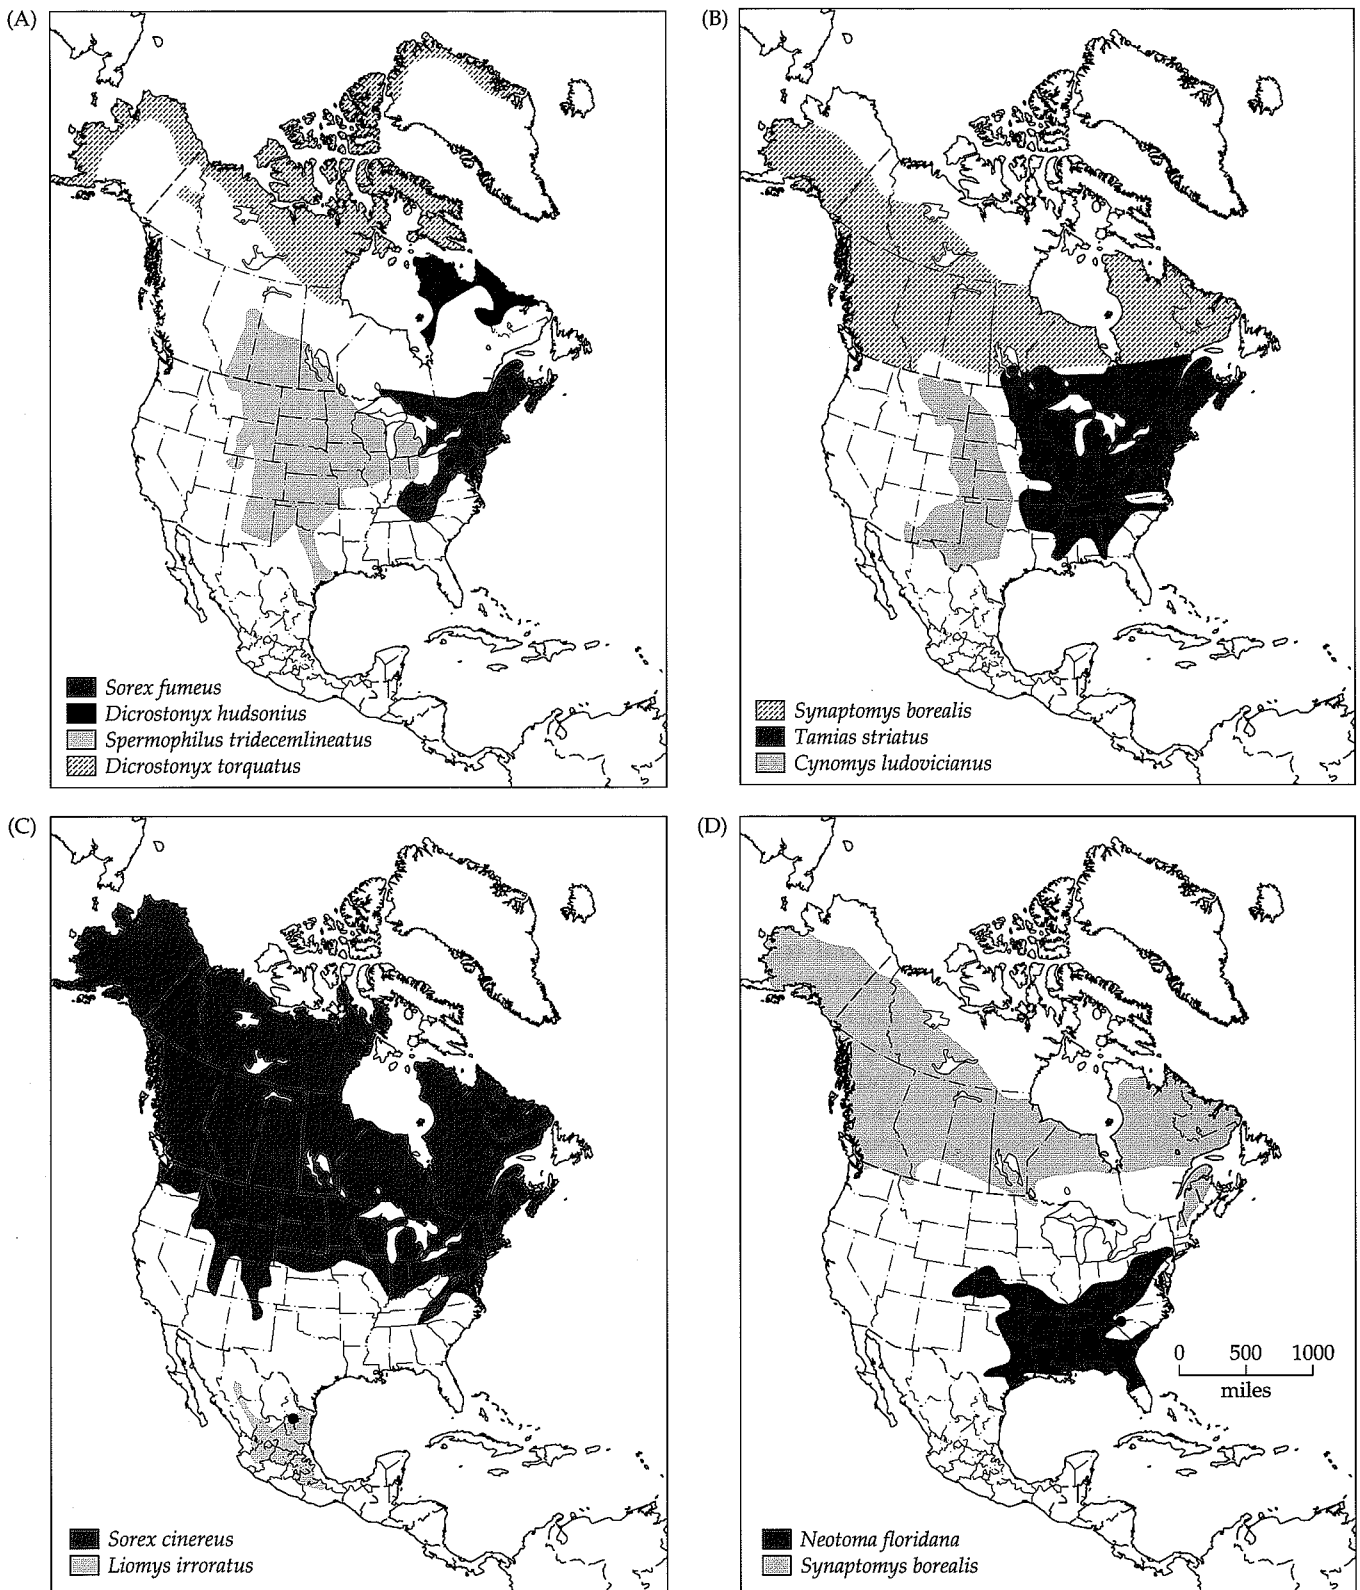 (A)
Sorex fumeus
Dicrostonyx hudsonius
Spermophilus tridecemlineatus
Dicrostonyx torquatus
(B)
Synaptomys borealis
Tamias striatus
Cynomys ludovicianus
(C)
Sorex cinereus
Liomys irroratus
(D)
0 500 1000
miles
Neotoma floridana
Synaptomys borealis